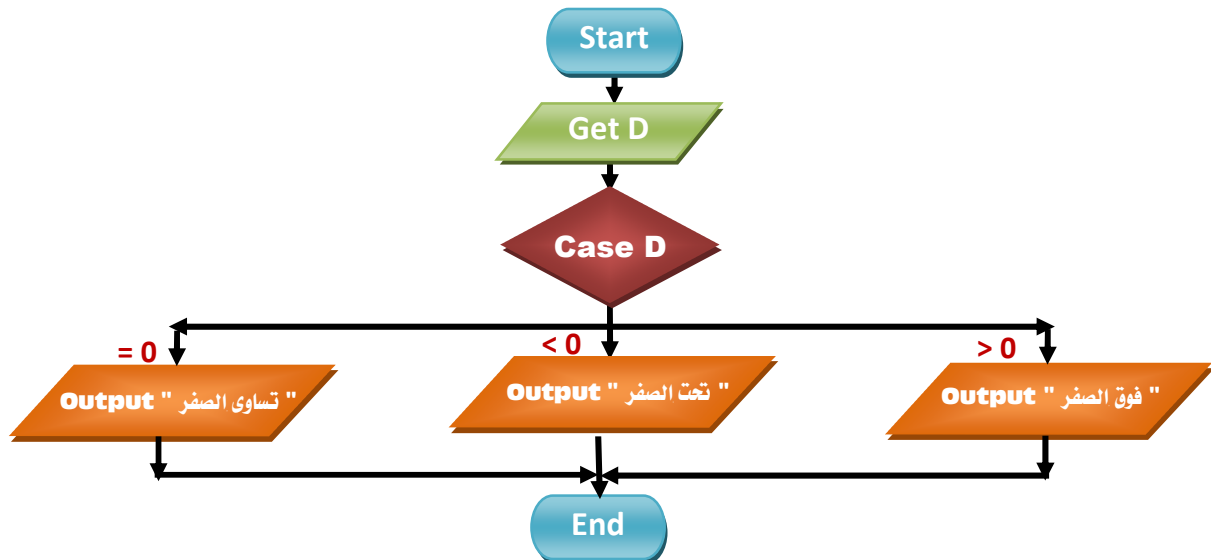 Start
Get D
Case D
= 0
< 0
> 0
Output " تساوى الصفر "
Output " تحت الصفر "
Output " فوق الصفر "
End